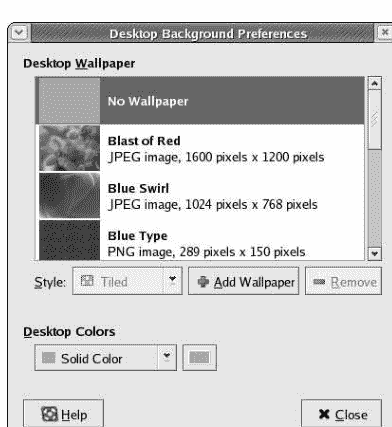 Desktop Background Preferences
Desktop Wallpaper
No Wallpaper
Blast of Red
JPEG image, 1600 pixels x 1200 pixels
Blue Swirl
JPEG image, 1024 pixels x 768 pixels
Blue Type
PNG image, 289 pixels x 150 pixels
Style: Tiled Add Wallpaper Remove
Desktop Colors
Solid Color
Help Close